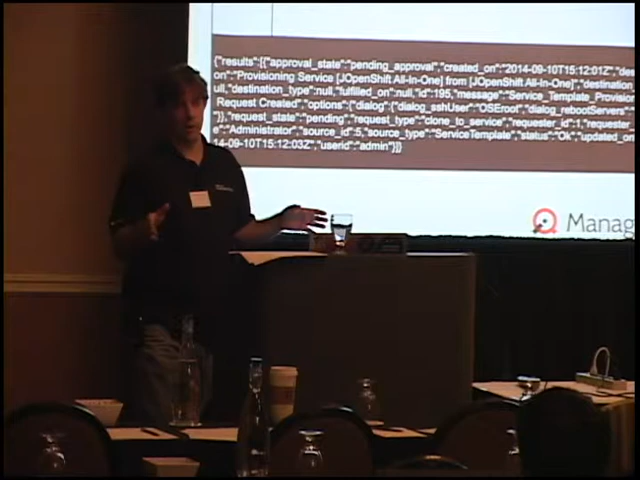 {"results":[{"approval_state":"pending_approval","created_on":"2014-09-10T15:12:01Z","des
on":"Provisioning Service [JOpenShift All-In-One] from [JOpenShift All-In-One]","destination
ull,"destination_type":null,"fulfilled_on":null,"id":195,"message":"Service_Template_Provisio
Request Created","options":{"dialog":{"dialog_sshUser":"OSEroot","dialog_rebootServers
"}},"request_state":"pending","request_type":"clone_to_service","requester_id":1,"requester_
e":"Administrator","source_id":5,"source_type":"ServiceTemplate","status":"Ok","updated_on
14-09-10T15:12:03Z","userid":"admin"}]}
Manag